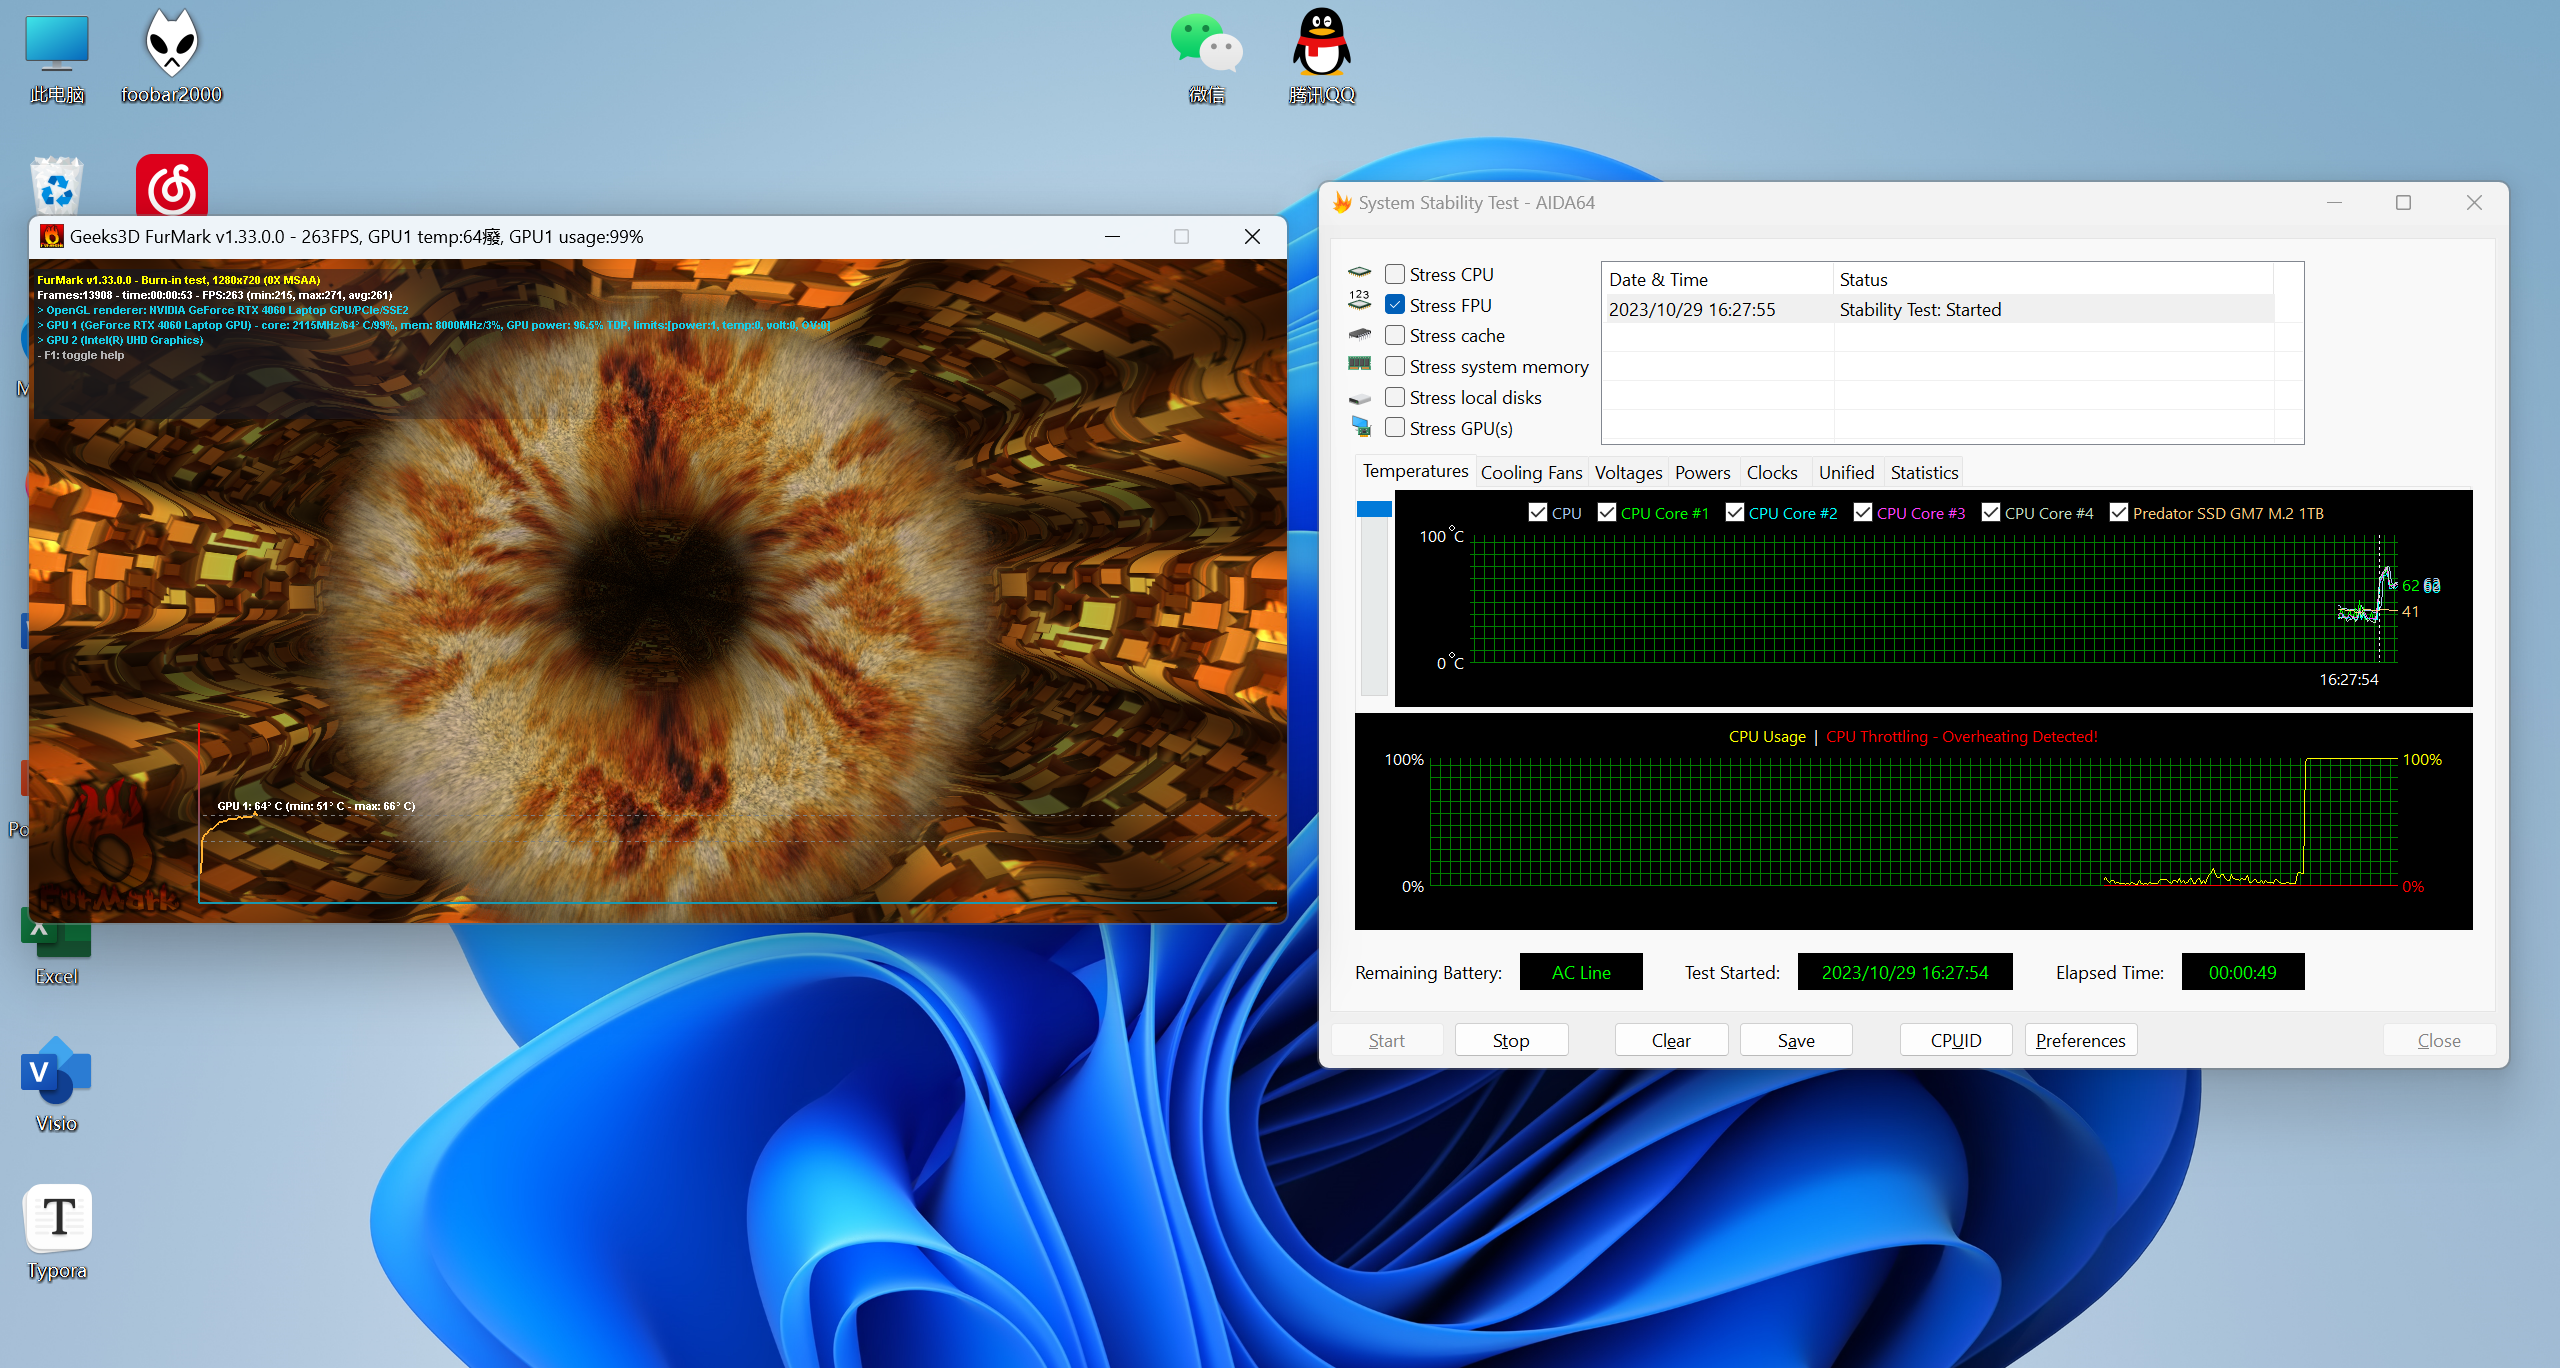 此电脑
foobar2000
微信
腾讯QQ
Geeks3D FurMark v1.33.0.0 - 263FPS, GPU1 temp:64癈, GPU1 usage:99%
FurMark v1.33.0.0 - Burn-in test, 1280x720 (0X MSAA)
Frames:13908 - time:00:00:53 - FPS:263 (min:215, max:271, avg:261)
> OpenGL renderer: NVIDIA GeForce RTX 4060 Laptop GPU/PCIe/SSE2
> GPU 1 (GeForce RTX 4060 Laptop GPU) - core: 2115MHz/64° C/99%, mem: 8000MHz/3%, GPU power: 96.5% TDP, limits:[power:1, temp:0, volt:0, OV:0]
> GPU 2 (Intel(R) UHD Graphics)
- F1: toggle help
GPU 1: 64° C (min: 51° C - max: 66° C)
FurMark
M
Po
Excel
Visio
Typora
System Stability Test - AIDA64
Stress CPU
Stress FPU
Stress cache
Stress system memory
Stress local disks
Stress GPU(s)
Date & Time Status
2023/10/29 16:27:55 Stability Test: Started
Temperatures Cooling Fans Voltages Powers Clocks Unified Statistics
CPU CPU Core #1 CPU Core #2 CPU Core #3 CPU Core #4 Predator SSD GM7 M.2 1TB
100°C
62
41
0°C
16:27:54
CPU Usage | CPU Throttling - Overheating Detected!
100% 100%
0% 0%
Remaining Battery: AC Line Test Started: 2023/10/29 16:27:54 Elapsed Time: 00:00:49
Start Stop Clear Save CPUID Preferences Close